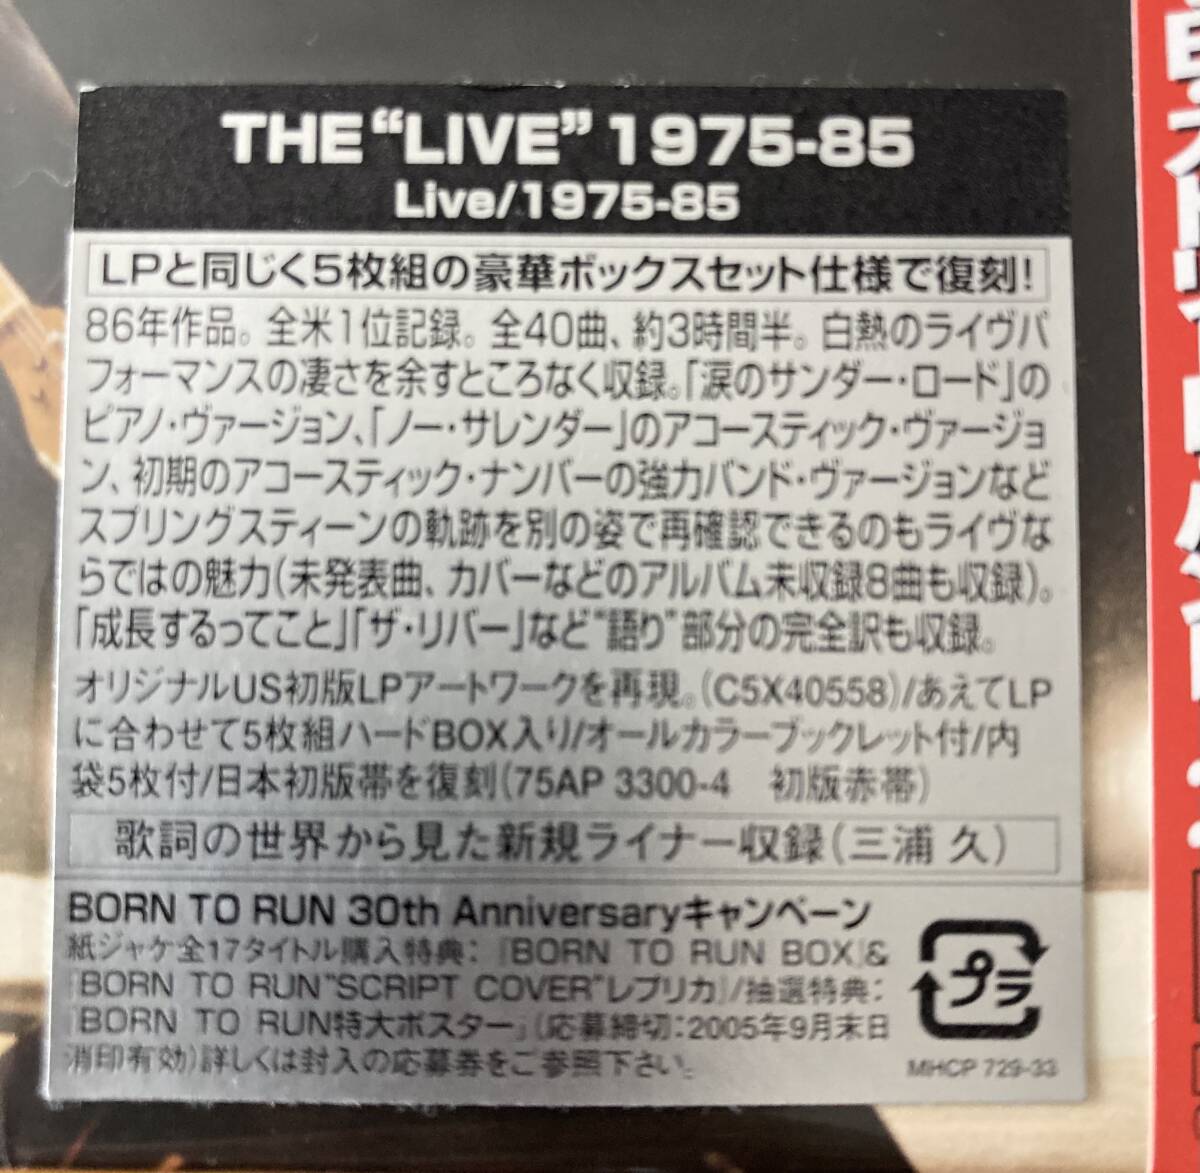 THE “LIVE” 1975-85
Live/1975-85
LPと同じく5枚組の豪華ボックスセット仕様で復刻!
86年作品。全米1位記録。全40曲、約3時間半。白熱のライヴパ
フォーマンスの凄さを余すところなく収録。「涙のサンダー・ロード」の
ピアノ・ヴァージョン、「ノー・サレンダー」のアコースティック・ヴァージョ
ン、初期のアコースティック・ナンバーの強力バンド・ヴァージョンなど
スプリングスティーンの軌跡を別の姿で再確認できるのもライヴな
らではの魅力(未発表曲、カバーなどのアルバム未収録8曲も収録)。
「成長するってこと」「ザ・リバー」など“語り”部分の完全訳も収録。
オリジナルUS初版LPアートワークを再現。(C5X40558)/あえてLP
に合わせて5枚組ハードBOX入り/オールカラーブックレット付/内
袋5枚付/日本初版帯を復刻(75AP 3300-4　初版赤帯)
歌詞の世界から見た新規ライナー収録(三浦 久)
BORN TO RUN 30th Anniversaryキャンペーン
紙ジャケ全17タイトル購入特典:『BORN TO RUN BOX』&
『BORN TO RUN“SCRIPT COVER”レプリカ』/抽選特典:
『BORN TO RUN特大ポスター』(応募締切:2005年9月末日
消印有効)詳しくは封入の応募券をご参照下さい。
プラ
MHCP 729-33